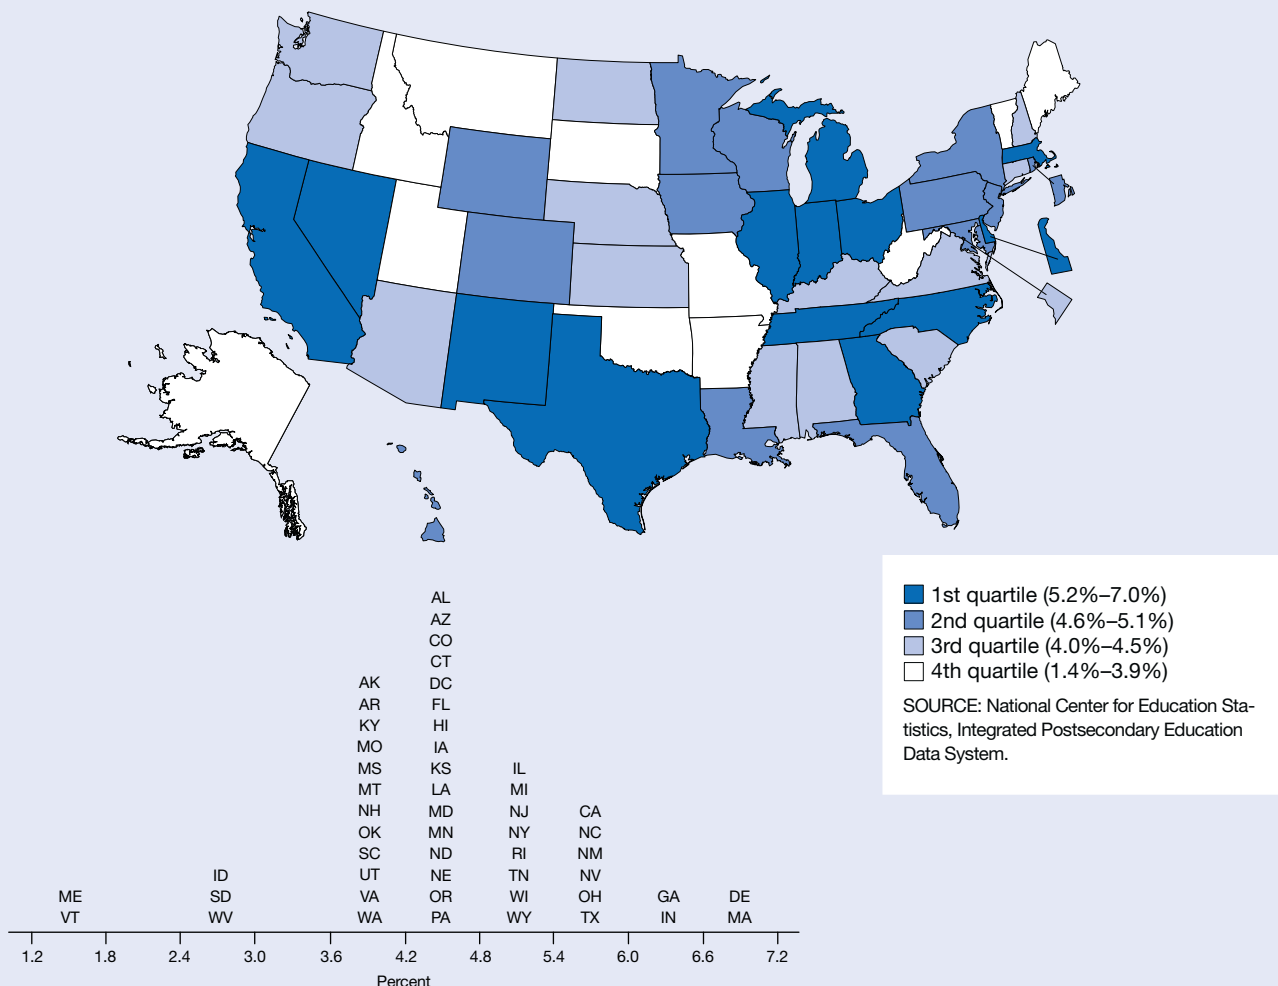 1st quartile (5.2%–7.0%)
2nd quartile (4.6%–5.1%)
3rd quartile (4.0%–4.5%)
4th quartile (1.4%–3.9%)
SOURCE: National Center for Education Sta-
tistics, Integrated Postsecondary Education
Data System.
AL
AZ
CO
CT
AK DC
AR FL
KY HI
MO IA
MS KS IL
MT LA MI
NH MD NJ CA
OK MN NY NC
SC ND RI NM
ID UT NE TN NV
ME SD VA OR WI OH GA DE
VT WV WA PA WY TX IN MA
1.2 1.8 2.4 3.0 3.6 4.2 4.8 5.4 6.0 6.6 7.2
Percent